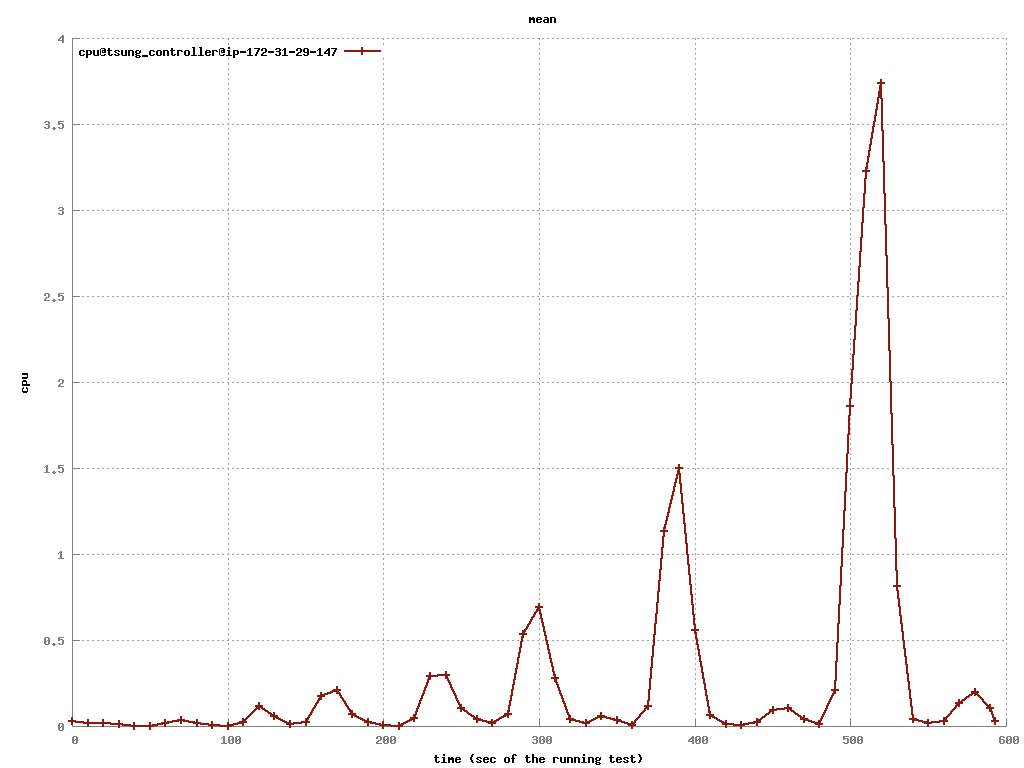 mean
4
cpu@tsung_controller@ip-172-31-29-147
3.5
3
2.5
2
cpu
1.5
1
0.5
0
0 100 200 300 400 500 600
time (sec of the running test)